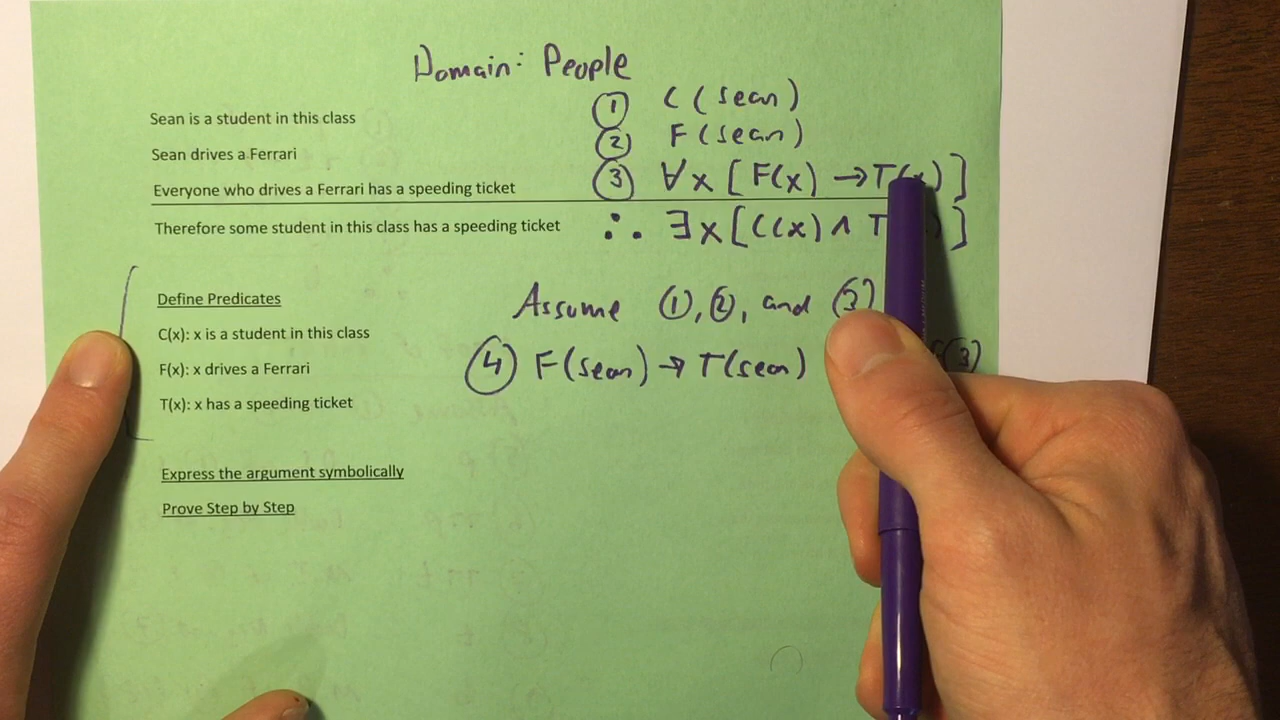 Domain: People
Sean is a student in this class ① C(sean)
Sean drives a Ferrari ② F(sean)
Everyone who drives a Ferrari has a speeding ticket ③ ∀x[F(x) → T(x)]
Therefore some student in this class has a speeding ticket ∴ ∃x[C(x) ∧ T )]
Define Predicates
Assume ①, ②, and ③
C(x): x is a student in this class
④ F(sean) → T(sean) ③)
F(x): x drives a Ferrari
T(x): x has a speeding ticket
Express the argument symbolically
Prove Step by Step